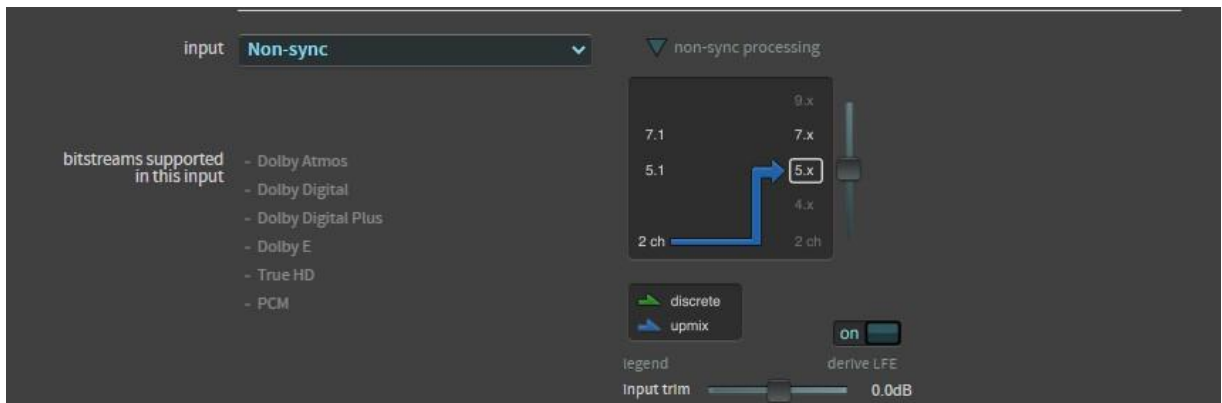 input
Non-sync
non-sync processing
9.x
7.1
7.x
5.1
5.x
4.x
2 ch
2 ch
bitstreams supported
in this input
- Dolby Atmos
- Dolby Digital
- Dolby Digital Plus
- Dolby E
- True HD
- PCM
discrete
upmix
on
legend
derive LFE
input trim
0.0dB